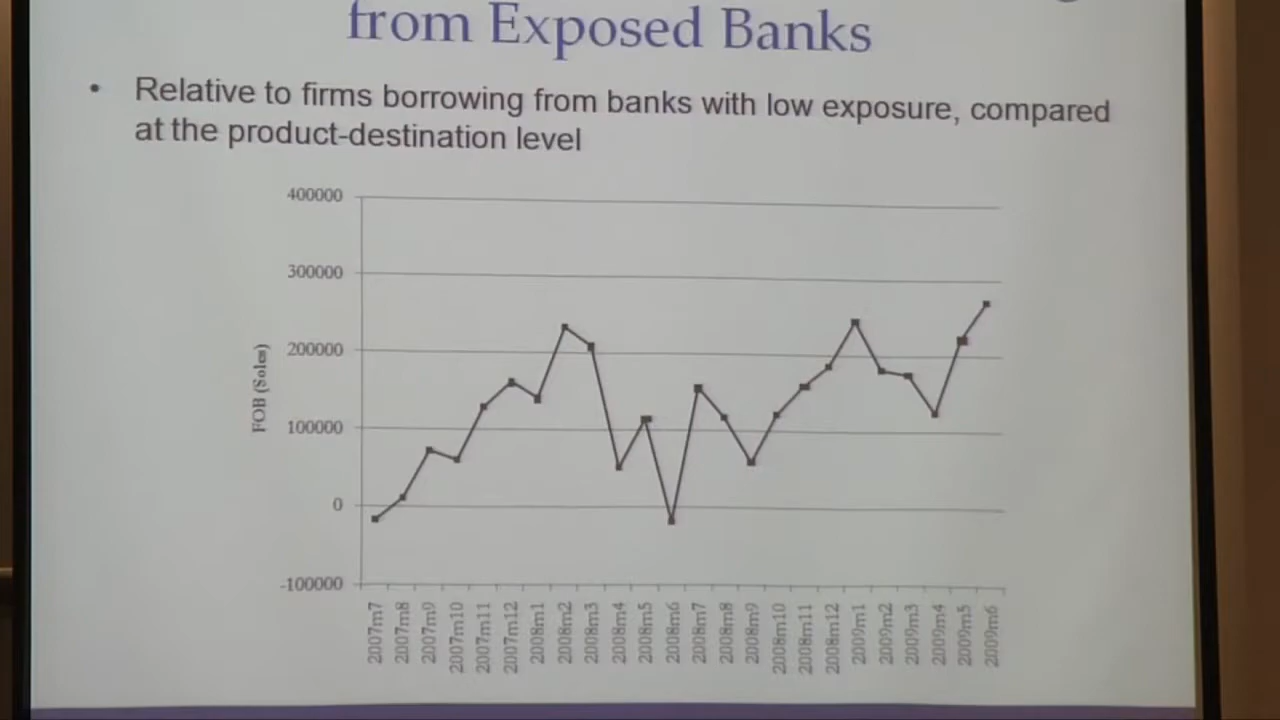 from Exposed Banks
• Relative to firms borrowing from banks with low exposure, compared
at the product-destination level
400000
300000
200000
100000
0
-100000
FOB (Soles)
2007m7
2007m8
2007m9
2007m10
2007m11
2007m12
2008m1
2008m2
2008m3
2008m4
2008m5
2008m6
2008m7
2008m8
2008m9
2008m10
2008m11
2008m12
2009m1
2009m2
2009m3
2009m4
2009m5
2009m6